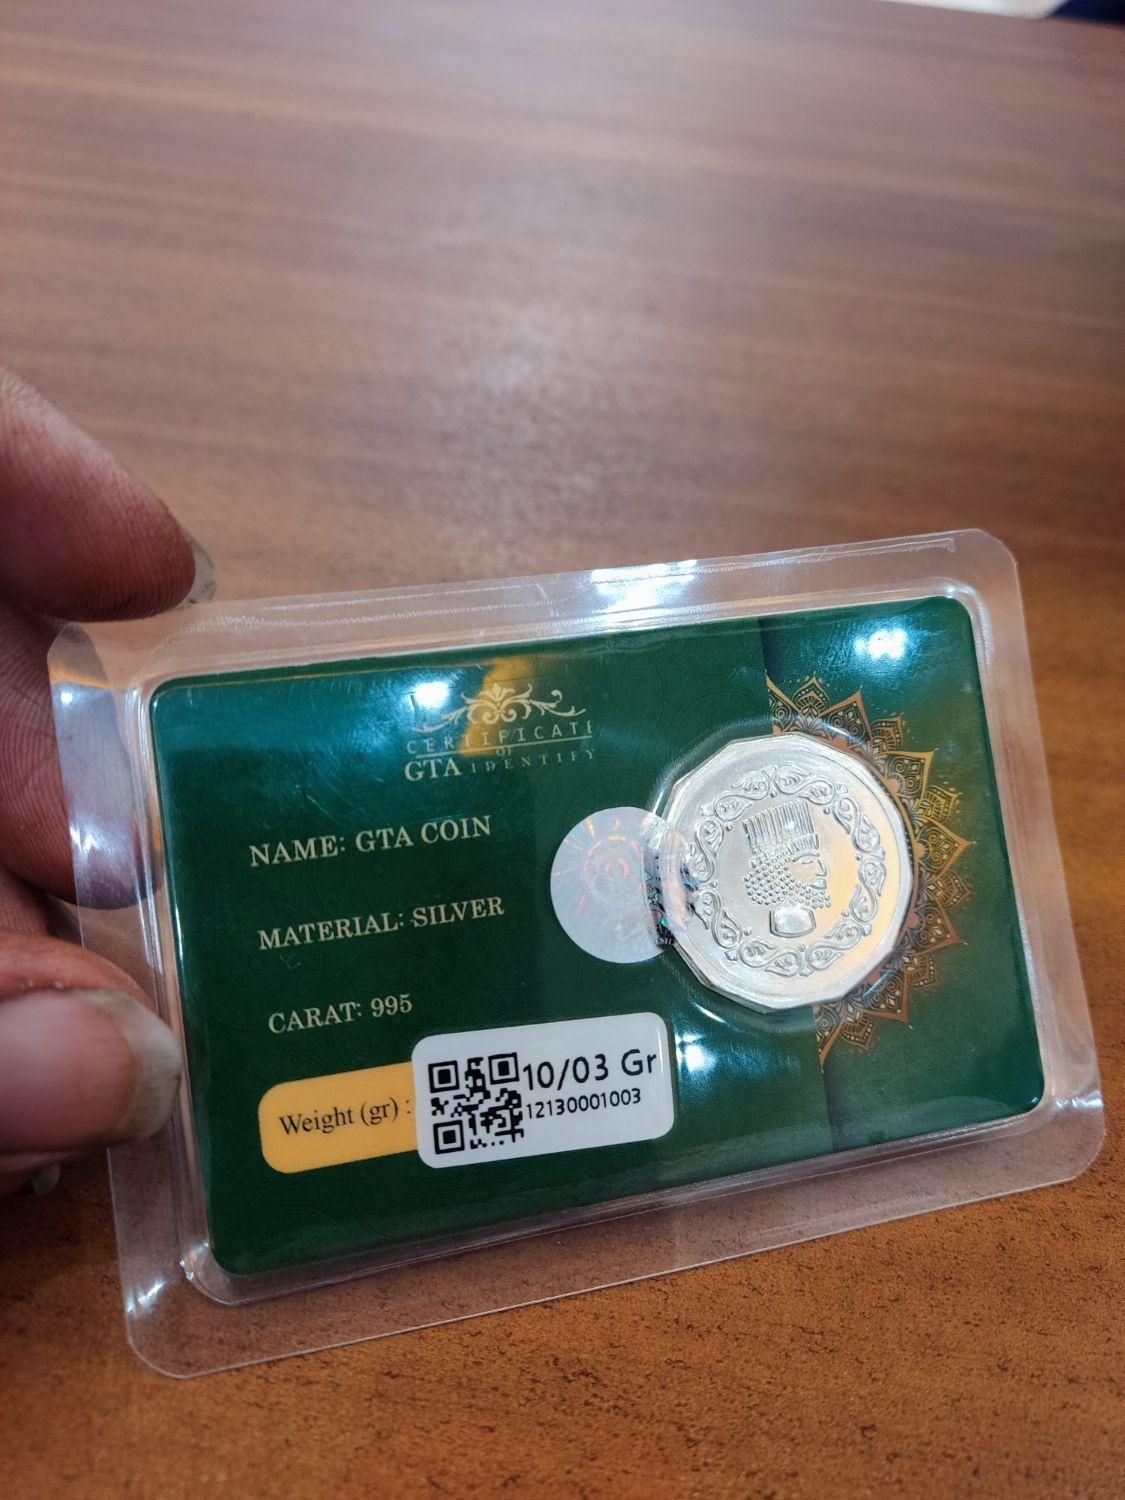 CERTIFICATE
OF
GTA IDENTIFY
NAME: GTA COIN
MATERIAL: SILVER
CARAT: 995
Weight (gr) :
10/03 Gr
12130001003